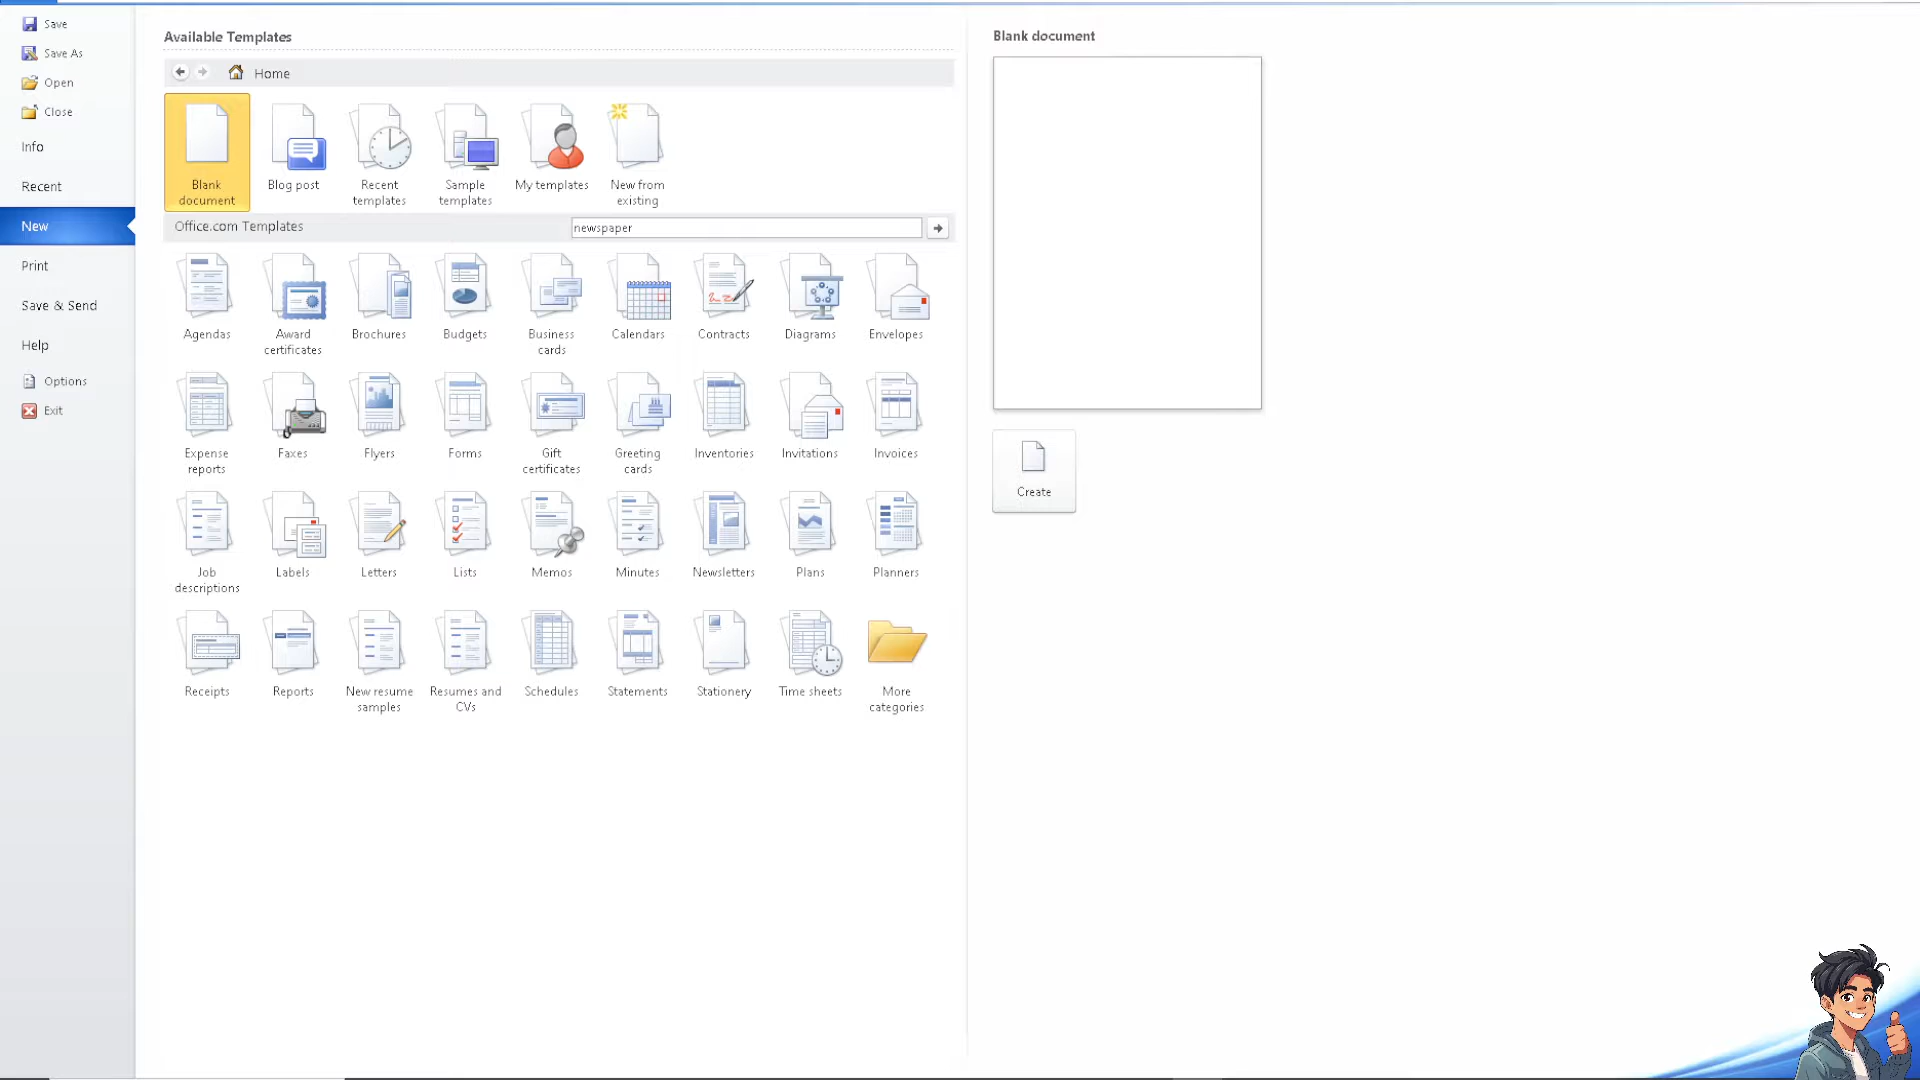 Save
Save As
Open
Close
Info
Recent
New
Print
Save & Send
Help
Options
Exit
Available Templates
Home
Blank
document
Blog post
Recent
templates
Sample
templates
My templates
New from
existing
Office.com Templates
newspaper
Agendas
Award
certificates
Brochures
Budgets
Business
cards
Calendars
Contracts
Diagrams
Envelopes
Expense
reports
Faxes
Flyers
Forms
Gift
certificates
Greeting
cards
Inventories
Invitations
Invoices
Job
descriptions
Labels
Letters
Lists
Memos
Minutes
Newsletters
Plans
Planners
Receipts
Reports
New resume
samples
Resumes and
CVs
Schedules
Statements
Stationery
Time sheets
More
categories
Blank document
Create